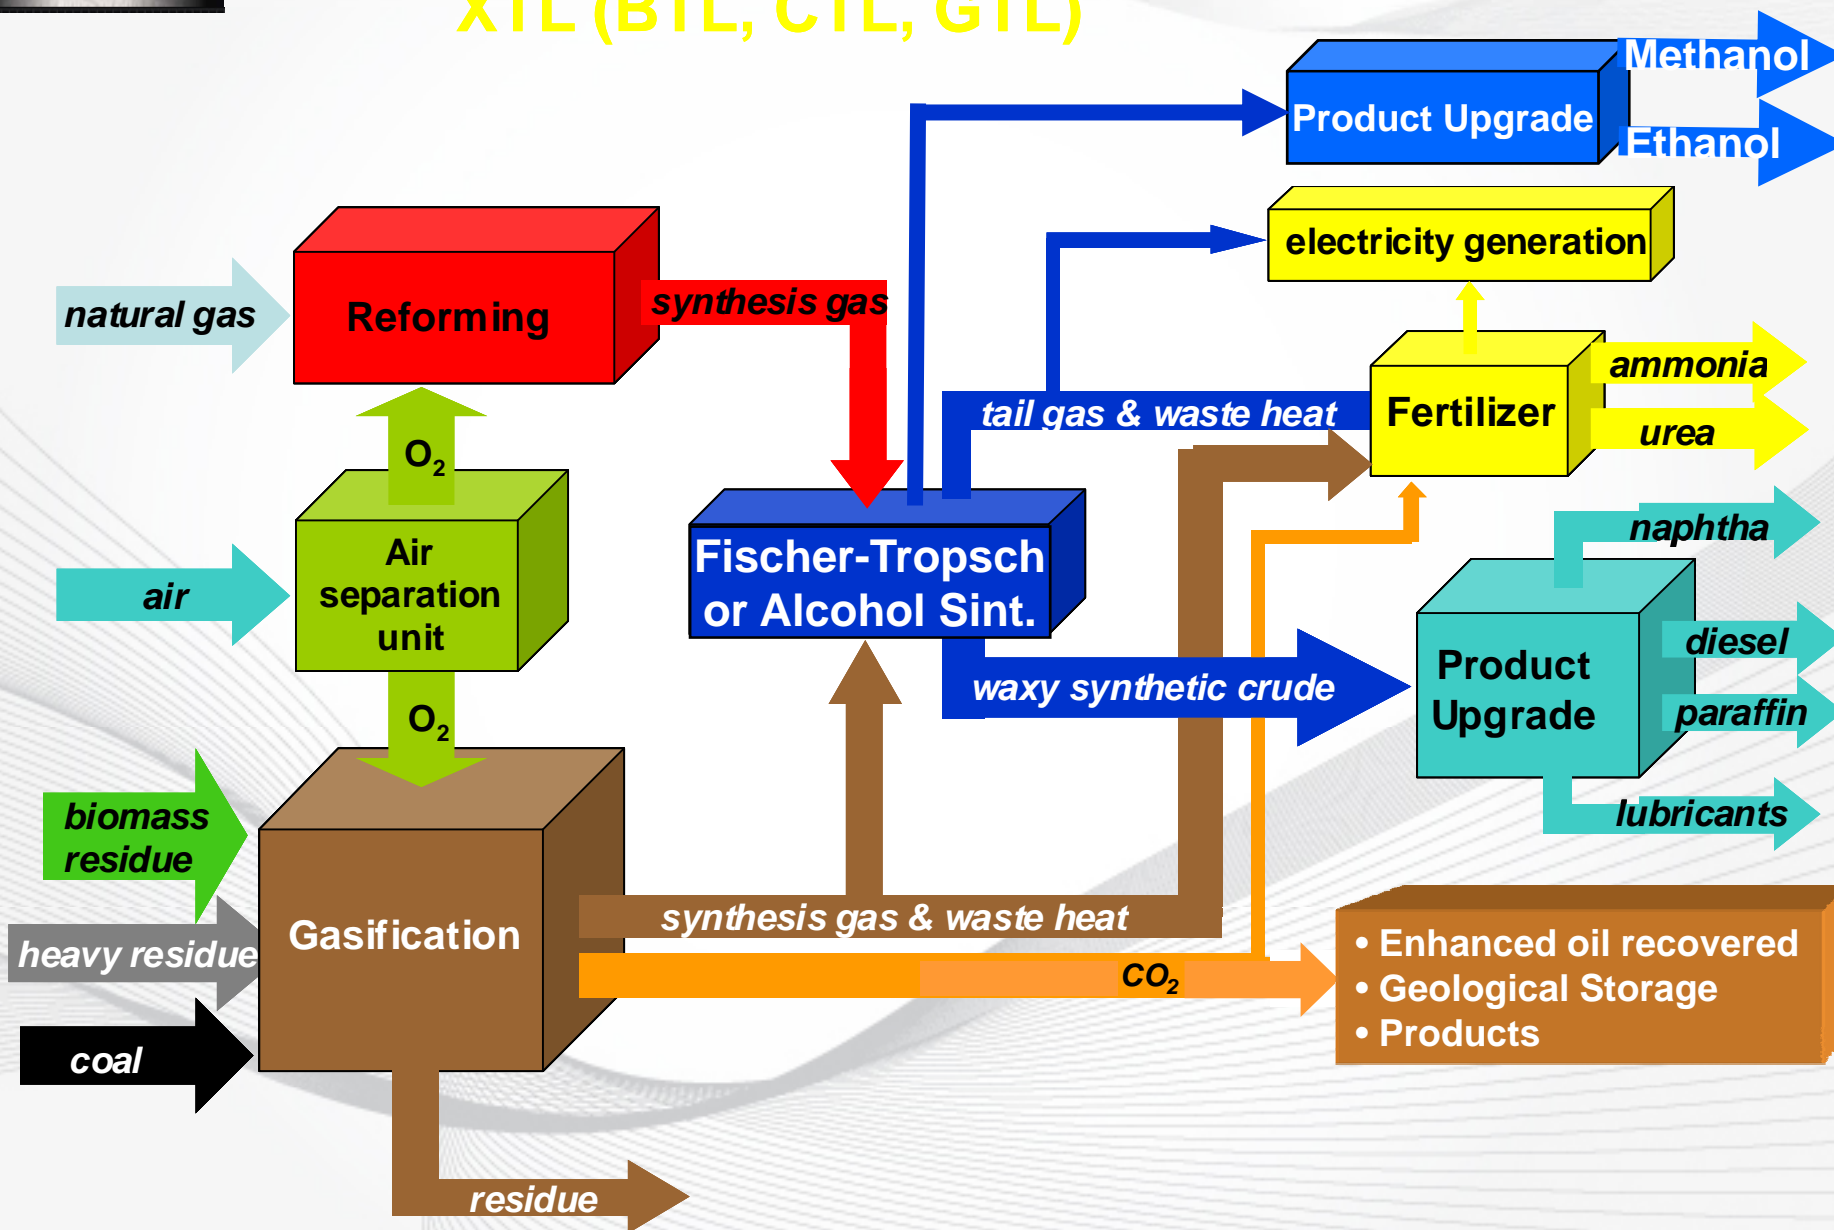 XTL (BTL, CTL, GTL)
Methanol
Product Upgrade
Ethanol
electricity generation
natural gas
Reforming
synthesis gas
ammonia
tail gas & waste heat
Fertilizer
urea
O2
naphtha
Air
separation
unit
air
Fischer-Tropsch
or Alcohol Sint.
diesel
Product
Upgrade
waxy synthetic crude
paraffin
O2
biomass
residue
lubricants
Gasification
synthesis gas & waste heat
heavy residue
CO2
• Enhanced oil recovered
• Geological Storage
• Products
coal
residue